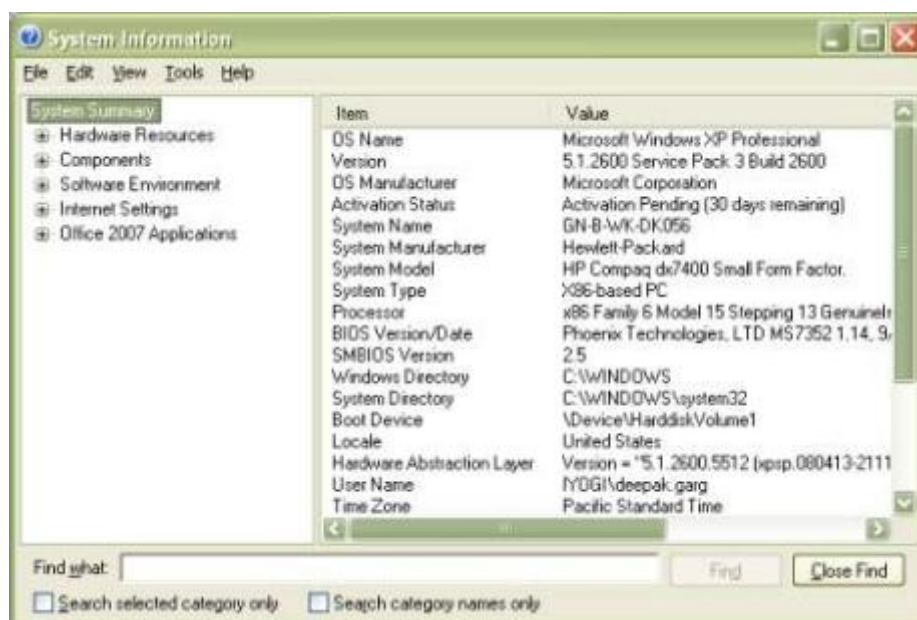 System Information
File Edit View Tools Help
System Summary
Hardware Resources
Components
Software Environment
Internet Settings
Office 2007 Applications
Item Value
OS Name Microsoft Windows XP Professional
Version 5.1.2600 Service Pack 3 Build 2600
OS Manufacturer Microsoft Corporation
Activation Status Activation Pending (30 days remaining)
System Name GN-B-WK-DK056
System Manufacturer Hewlett-Packard
System Model HP Compaq dx7400 Small Form Factor.
System Type X86-based PC
Processor x86 Family 6 Model 15 Stepping 13 GenuineIn
BIOS Version/Date Phoenix Technologies, LTD MS7352 1.14, 9/
SMBIOS Version 2.5
Windows Directory C:\WINDOWS
System Directory C:\WINDOWS\system32
Boot Device \Device\HarddiskVolume1
Locale United States
Hardware Abstraction Layer Version = "5.1.2600.5512 (xpsp.080413-2111
User Name IYOGI\deepak.garg
Time Zone Pacific Standard Time
Find what: Find Close Find
Search selected category only Search category names only